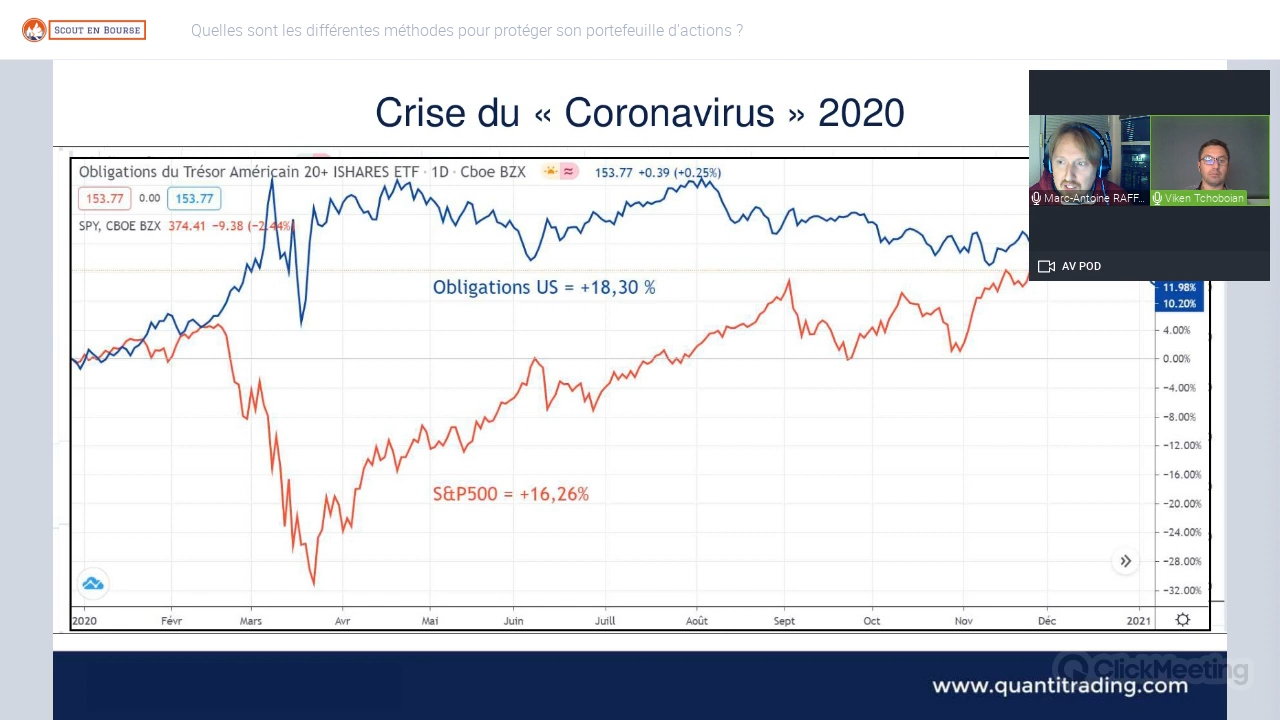 SCOUT EN BOURSE
Quelles sont les différentes méthodes pour protéger son portefeuille d'actions ?
Crise du « Coronavirus » 2020
Obligations du Trésor Américain 20+ ISHARES ETF · 1D · Cboe BZX
153.77 +0.39 (+0.25%)
153.77 0.00 153.77
SPY, CBOE BZX 374.41 −9.38 (−2.44%)
Marc-Antoine RAFF...
Viken Tchoboian
AV POD
Obligations US = +18,30 %
S&P500 = +16,26%
11.98%
10.20%
4.00%
0.00%
−4.00%
−8.00%
−12.00%
−16.00%
−20.00%
−24.00%
−28.00%
−32.00%
2020 Févr Mars Avr Mai Juin Juill Août Sept Oct Nov Déc 2021
ClickMeeting
www.quantitrading.com